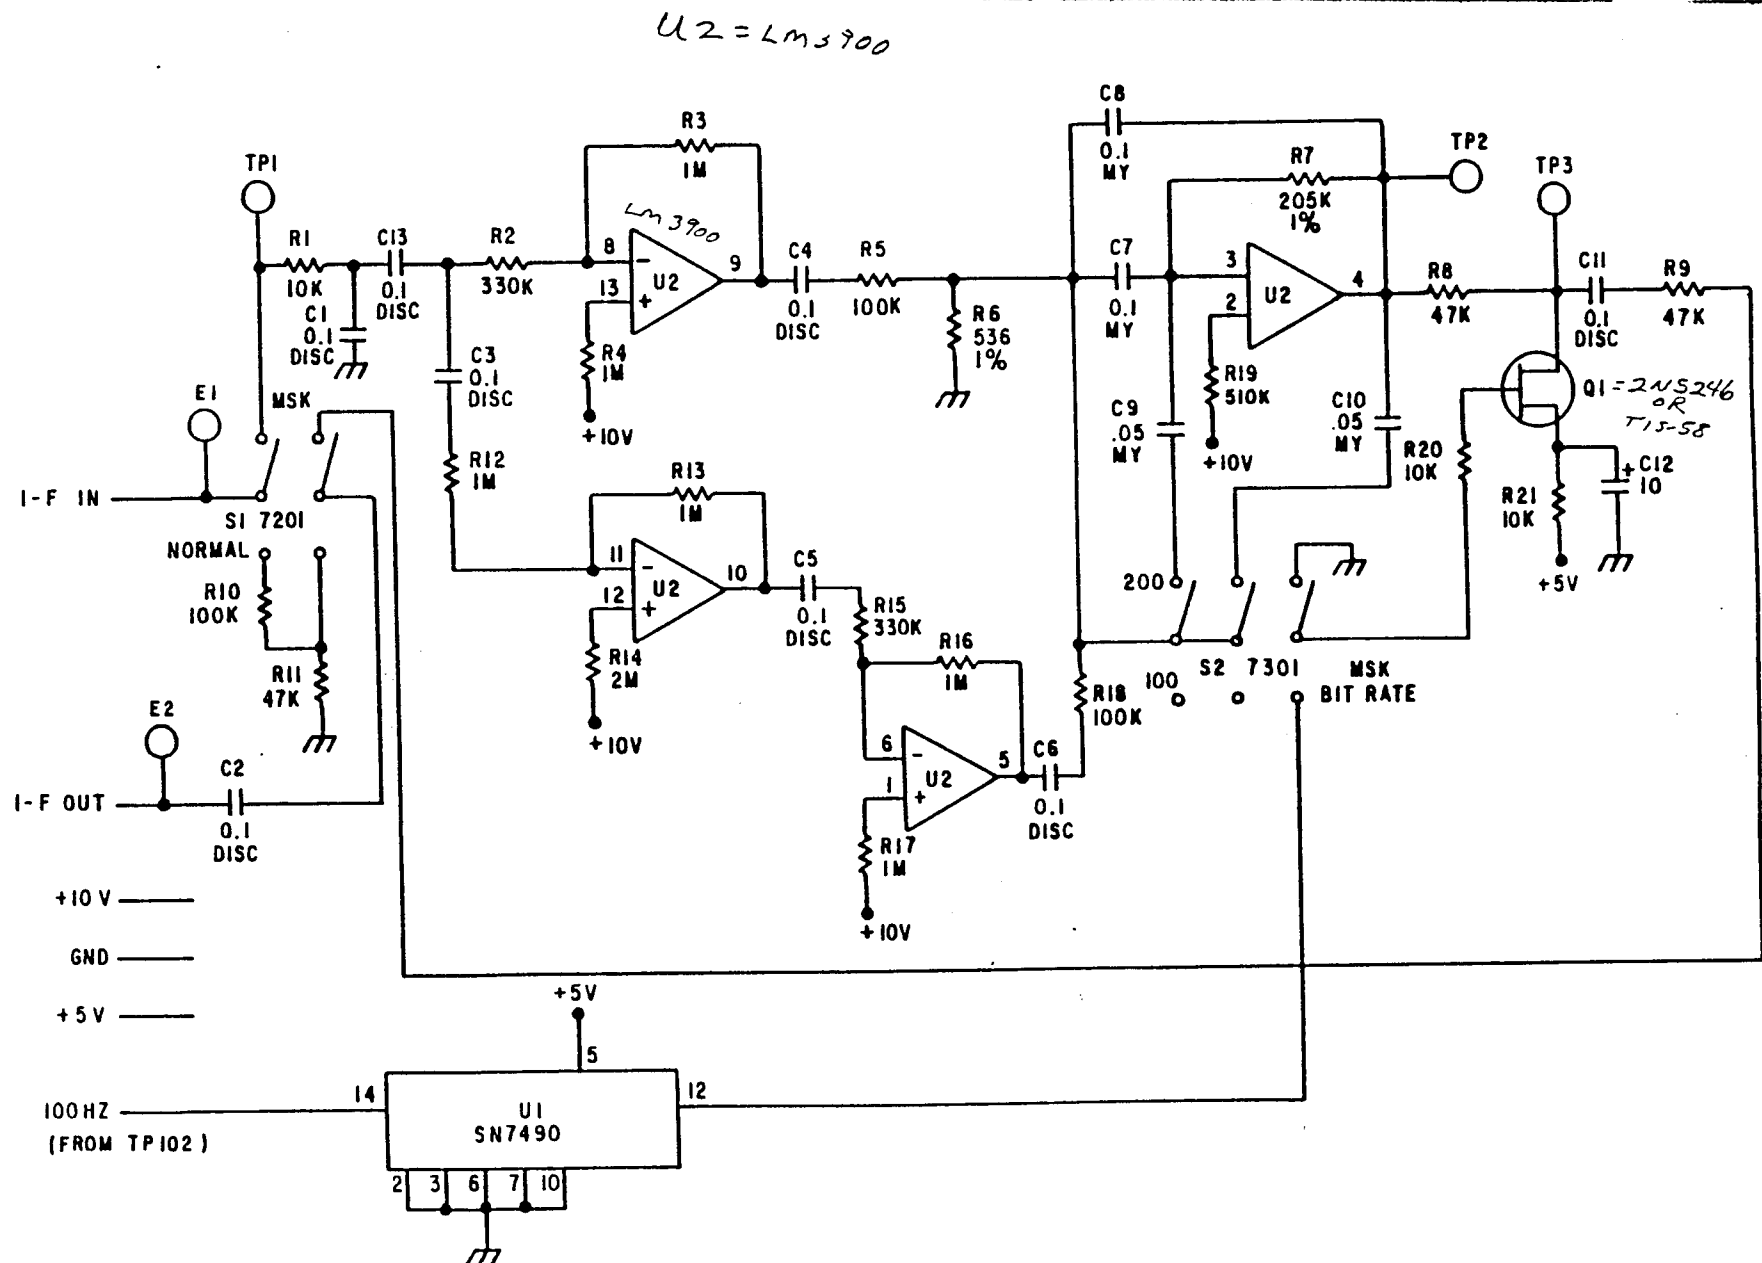 U2 = LM3900
C8
0.1
MY
R3
1M
TP1
TP2
TP3
R7
205K
1%
LM3900
R1
10K
C13
0.1
DISC
R2
330K
8
-
13
+
U2
9
C4
0.1
DISC
R5
100K
C7
0.1
MY
3
2
U2
4
R8
47K
C11
0.1
DISC
R9
47K
C1
0.1
DISC
R4
1M
+10V
R6
536
1%
C3
0.1
DISC
R19
510K
+10V
C9
.05
MY
C10
.05
MY
Q1 = 2N5246
OR
TIS-58
R20
10K
+ C12
10
R21
10K
+5V
E1
MSK
I-F IN
S1 7201
NORMAL
R10
100K
R11
47K
R12
1M
R13
1M
11
-
12
+
U2
10
C5
0.1
DISC
R14
2M
+10V
R15
330K
R16
1M
6
-
1
+
U2
5
C6
0.1
DISC
R17
1M
+10V
R18
100K
200
100
S2 7301
MSK
BIT RATE
E2
I-F OUT
C2
0.1
DISC
+10 V
GND
+5 V
+5V
5
14
12
100 HZ
(FROM TP102)
U1
SN7490
2 3 6 7 10